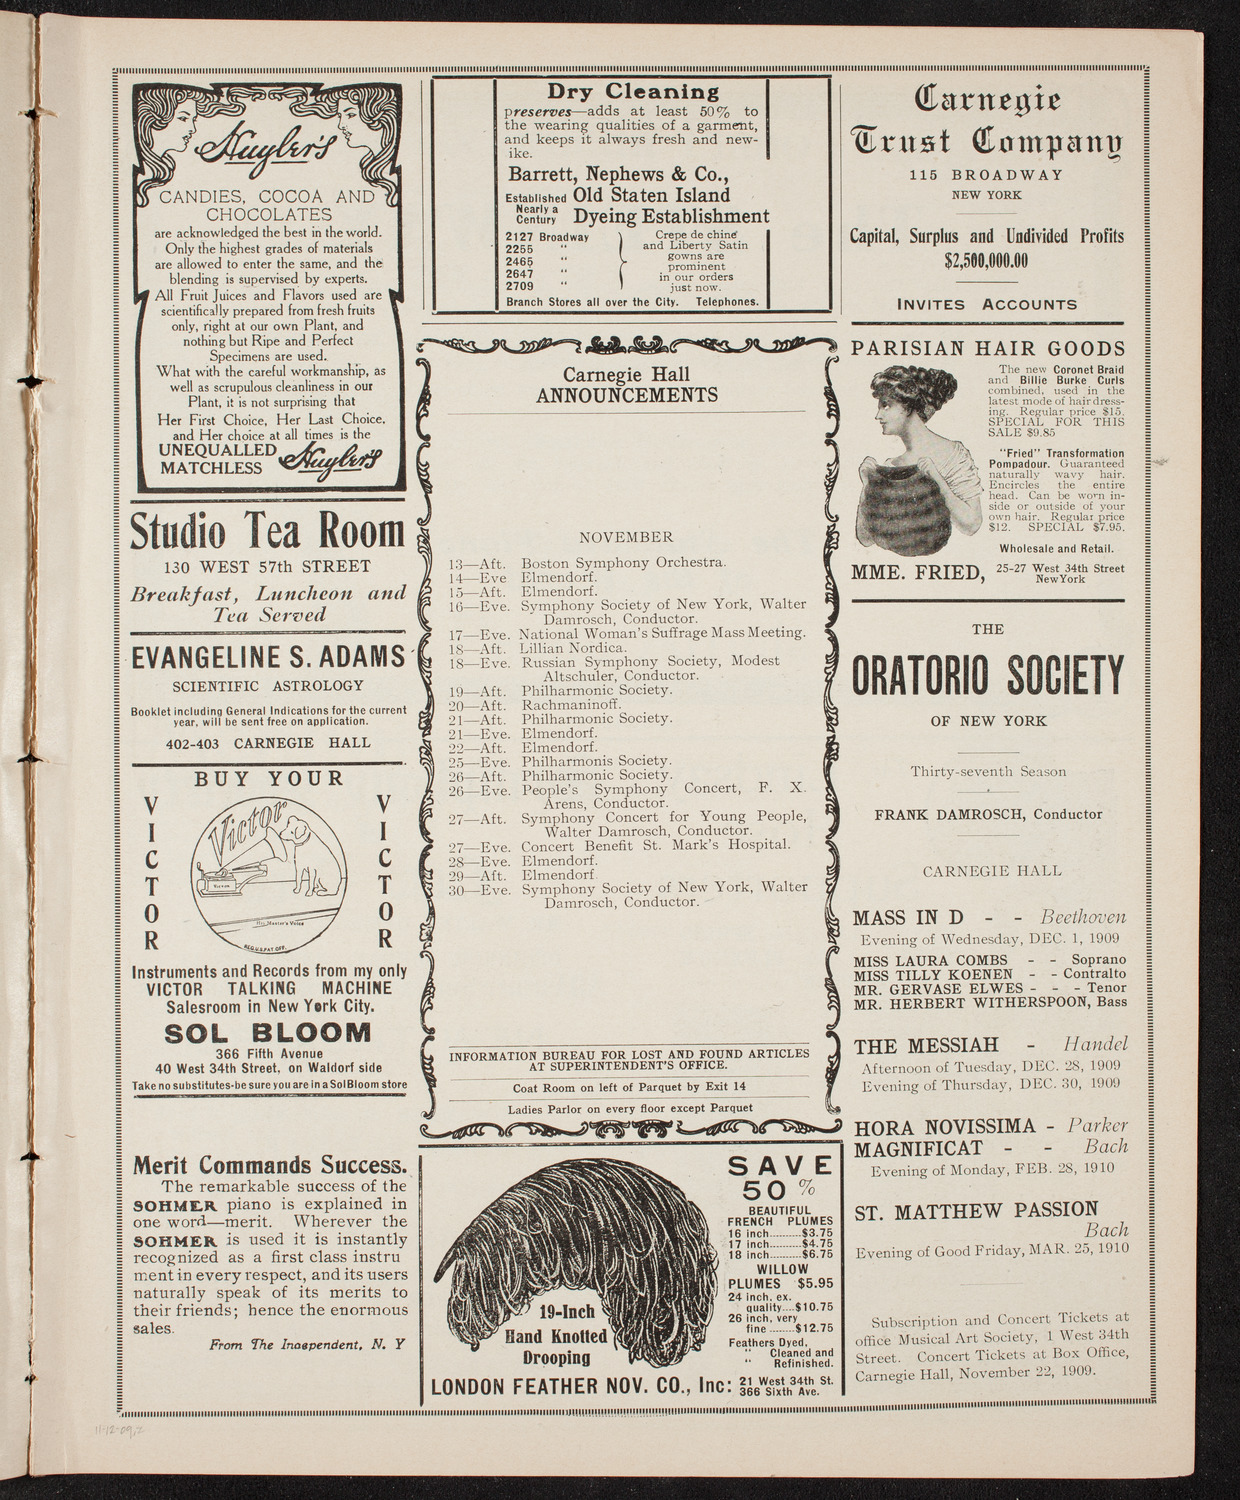 Huyler's
CANDIES, COCOA AND
CHOCOLATES
are acknowledged the best in the world.
Only the highest grades of materials
are allowed to enter the same, and the
blending is supervised by experts.
All Fruit Juices and Flavors used are
scientifically prepared from fresh fruits
only, right at our own Plant, and
nothing but Ripe and Perfect
Specimens are used.
What with the careful workmanship, as
well as scrupulous cleanliness in our
Plant, it is not surprising that
Her First Choice, Her Last Choice,
and Her choice at all times is the
UNEQUALLED
MATCHLESS Huyler's
Studio Tea Room
130 WEST 57th STREET
Breakfast, Luncheon and
Tea Served
EVANGELINE S. ADAMS
SCIENTIFIC ASTROLOGY
Booklet including General Indications for the current
year, will be sent free on application.
402-403 CARNEGIE HALL
BUY YOUR
VICTOR
Victor
VICTOR
Victor
His Master's Voice
REG. U.S. PAT. OFF.
Instruments and Records from my only
VICTOR TALKING MACHINE
Salesroom in New York City.
SOL BLOOM
366 Fifth Avenue
40 West 34th Street, on Waldorf side
Take no substitutes-be sure you are in a Sol Bloom store
Merit Commands Success.
The remarkable success of the
SOHMER piano is explained in
one word—merit. Wherever the
SOHMER is used it is instantly
recognized as a first class instru
ment in every respect, and its users
naturally speak of its merits to
their friends; hence the enormous
sales.
From The Independent, N. Y
Dry Cleaning
preserves—adds at least 50% to
the wearing qualities of a garment,
and keeps it always fresh and new-
ike.
Barrett, Nephews & Co.,
Established Nearly a Century
Old Staten Island
Dyeing Establishment
2127 Broadway
2255 "
2465 "
2647 "
2709 "
Crepe de chine
and Liberty Satin
gowns are
prominent
in our orders
just now.
Branch Stores all over the City. Telephones.
Carnegie Hall
ANNOUNCEMENTS
NOVEMBER
13—Aft. Boston Symphony Orchestra.
14—Eve Elmendorf.
15—Aft. Elmendorf.
16—Eve. Symphony Society of New York, Walter
Damrosch, Conductor.
17—Eve. National Woman's Suffrage Mass Meeting.
18—Aft. Lillian Nordica.
18—Eve. Russian Symphony Society, Modest
Altschuler, Conductor.
19—Aft. Philharmonic Society.
20—Aft. Rachmaninoff.
21—Aft. Philharmonic Society.
21—Eve. Elmendorf.
22—Aft. Elmendorf.
25—Eve. Philharmonis Society.
26—Aft. Philharmonic Society.
26—Eve. People's Symphony Concert, F. X.
Arens, Conductor.
27—Aft. Symphony Concert for Young People,
Walter Damrosch, Conductor.
27—Eve. Concert Benefit St. Mark's Hospital.
28—Eve. Elmendorf.
29—Aft. Elmendorf
30—Eve. Symphony Society of New York, Walter
Damrosch, Conductor.
INFORMATION BUREAU FOR LOST AND FOUND ARTICLES
AT SUPERINTENDENT'S OFFICE.
Coat Room on left of Parquet by Exit 14
Ladies Parlor on every floor except Parquet
19-Inch
Hand Knotted
Drooping
SAVE
50%
BEAUTIFUL
FRENCH PLUMES
16 inch.........$3.75
17 inch.........$4.75
18 inch.........$6.75
WILLOW
PLUMES $5.95
24 inch, ex.
quality....$10.75
26 inch, very
fine ........$12.75
Feathers Dyed,
" Cleaned and
" Refinished.
LONDON FEATHER NOV. CO., Inc: 21 West 34th St.
366 Sixth Ave.
Carnegie
Trust Company
115 BROADWAY
NEW YORK
Capital, Surplus and Undivided Profits
$2,500,000.00
INVITES ACCOUNTS
PARISIAN HAIR GOODS
The new Coronet Braid
and Billie Burke Curls
combined, used in the
latest mode of hair dress-
ing. Regular price $15.
SPECIAL FOR THIS
SALE $9.85
"Fried" Transformation
Pompadour. Guaranteed
naturally wavy hair.
Encircles the entire
head. Can be worn in-
side or outside of your
own hair. Regular price
$12. SPECIAL $7.95.
Wholesale and Retail.
MME. FRIED, 25-27 West 34th Street
New York
THE
ORATORIO SOCIETY
OF NEW YORK
Thirty-seventh Season
FRANK DAMROSCH, Conductor
CARNEGIE HALL
MASS IN D - - Beethoven
Evening of Wednesday, DEC. 1, 1909
MISS LAURA COMBS - - Soprano
MISS TILLY KOENEN - - Contralto
MR. GERVASE ELWES - - - Tenor
MR. HERBERT WITHERSPOON, Bass
THE MESSIAH - Handel
Afternoon of Tuesday, DEC. 28, 1909
Evening of Thursday, DEC. 30, 1909
HORA NOVISSIMA - Parker
MAGNIFICAT - - Bach
Evening of Monday, FEB. 28, 1910
ST. MATTHEW PASSION
Bach
Evening of Good Friday, MAR. 25, 1910
Subscription and Concert Tickets at
office Musical Art Society, 1 West 34th
Street. Concert Tickets at Box Office,
Carnegie Hall, November 22, 1909.
11-12-09,2